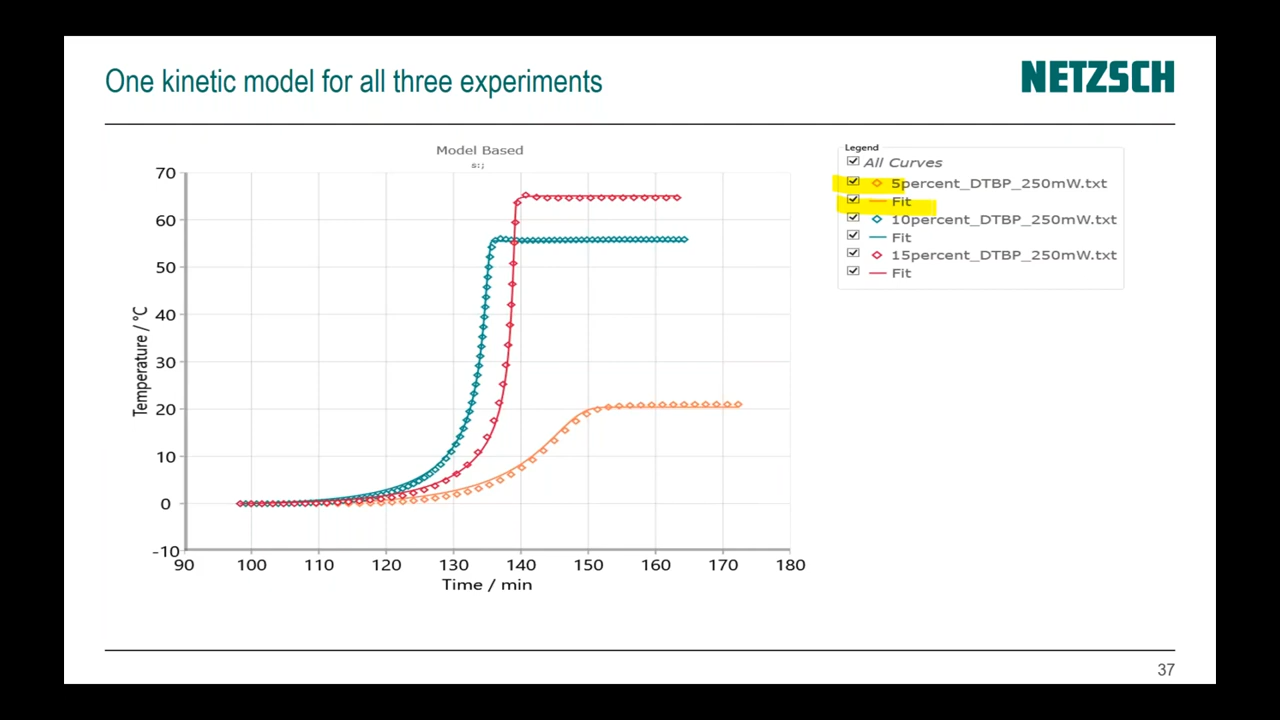 One kinetic model for all three experiments
NETZSCH
Model Based
s:;
Legend
All Curves
5percent_DTBP_250mW.txt
Fit
10percent_DTBP_250mW.txt
Fit
15percent_DTBP_250mW.txt
Fit
Temperature / °C
70
60
50
40
30
20
10
0
-10
90 100 110 120 130 140 150 160 170 180
Time / min
37